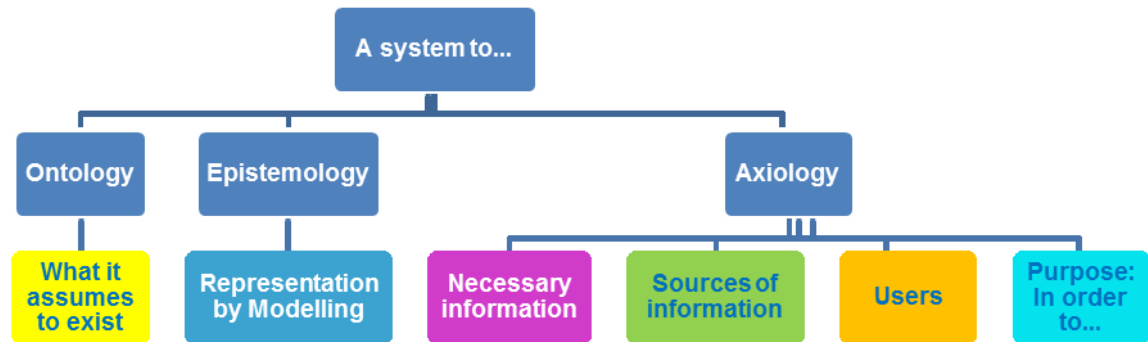 A system to...
Ontology
Epistemology
Axiology
What it
assumes
to exist
Representation
by Modelling
Necessary
information
Sources of
information
Users
Purpose:
In order
to...